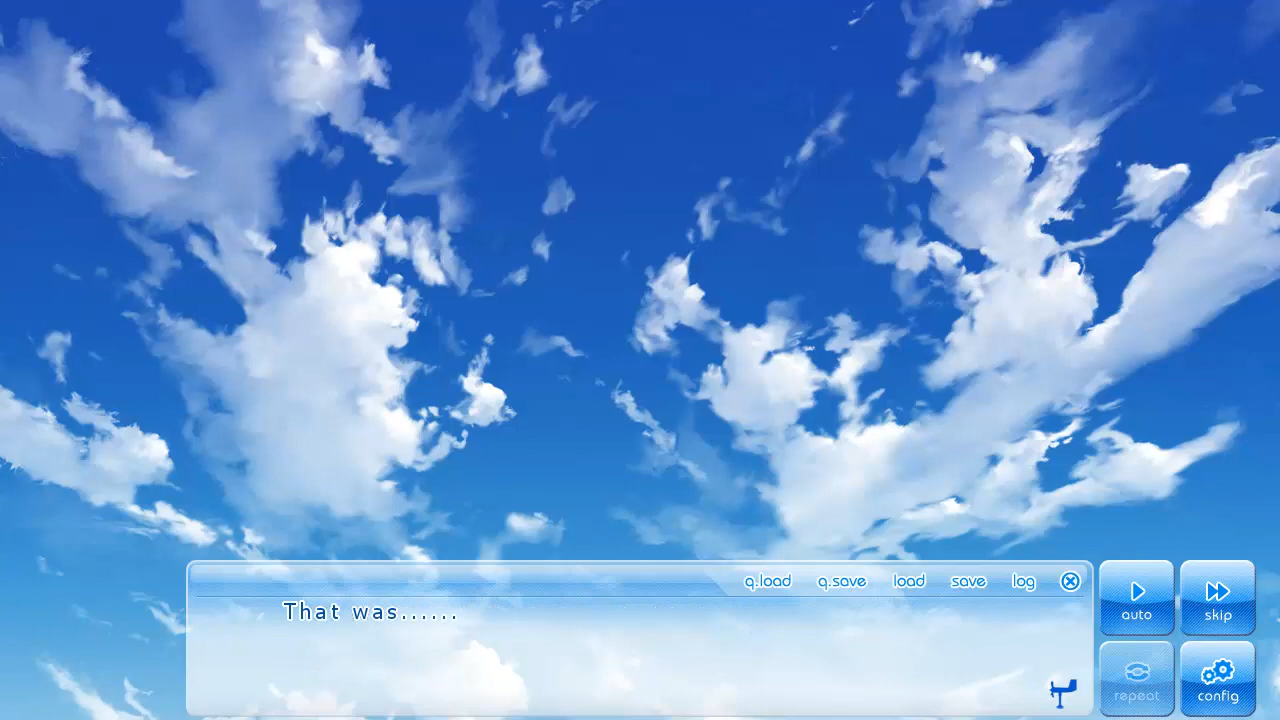 q.load q.save load save log
That was......
auto
skip
repeat
config